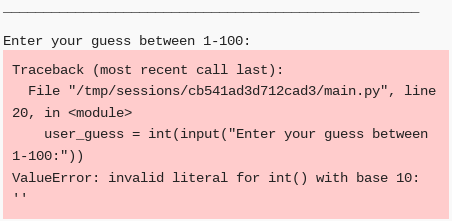 Enter your guess between 1-100:
Traceback (most recent call last):
  File "/tmp/sessions/cb541ad3d712cad3/main.py", line
20, in <module>
    user_guess = int(input("Enter your guess between
1-100:"))
ValueError: invalid literal for int() with base 10:
''